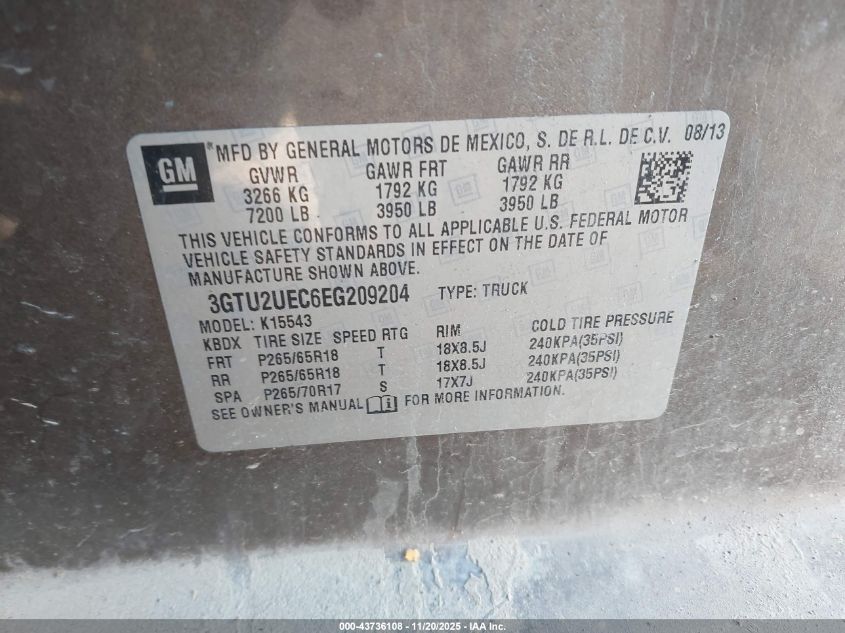 GM ® MFD BY GENERAL MOTORS DE MEXICO, S. DE R.L. DE C.V. 08/13
GVWR GAWR FRT GAWR RR
3266 KG 1792 KG 1792 KG
7200 LB 3950 LB 3950 LB
THIS VEHICLE CONFORMS TO ALL APPLICABLE U.S. FEDERAL MOTOR
VEHICLE SAFETY STANDARDS IN EFFECT ON THE DATE OF
MANUFACTURE SHOWN ABOVE.
3GTU2UEC6EG209204 TYPE: TRUCK
MODEL: K15543
KBDX TIRE SIZE SPEED RTG RIM COLD TIRE PRESSURE
FRT P265/65R18 T 18X8.5J 240KPA(35PSI)
RR P265/65R18 T 18X8.5J 240KPA(35PSI)
SPA P265/70R17 S 17X7J 240KPA(35PSI)
SEE OWNER'S MANUAL i FOR MORE INFORMATION.
000-43736108 - 11/20/2025 - IAA Inc.